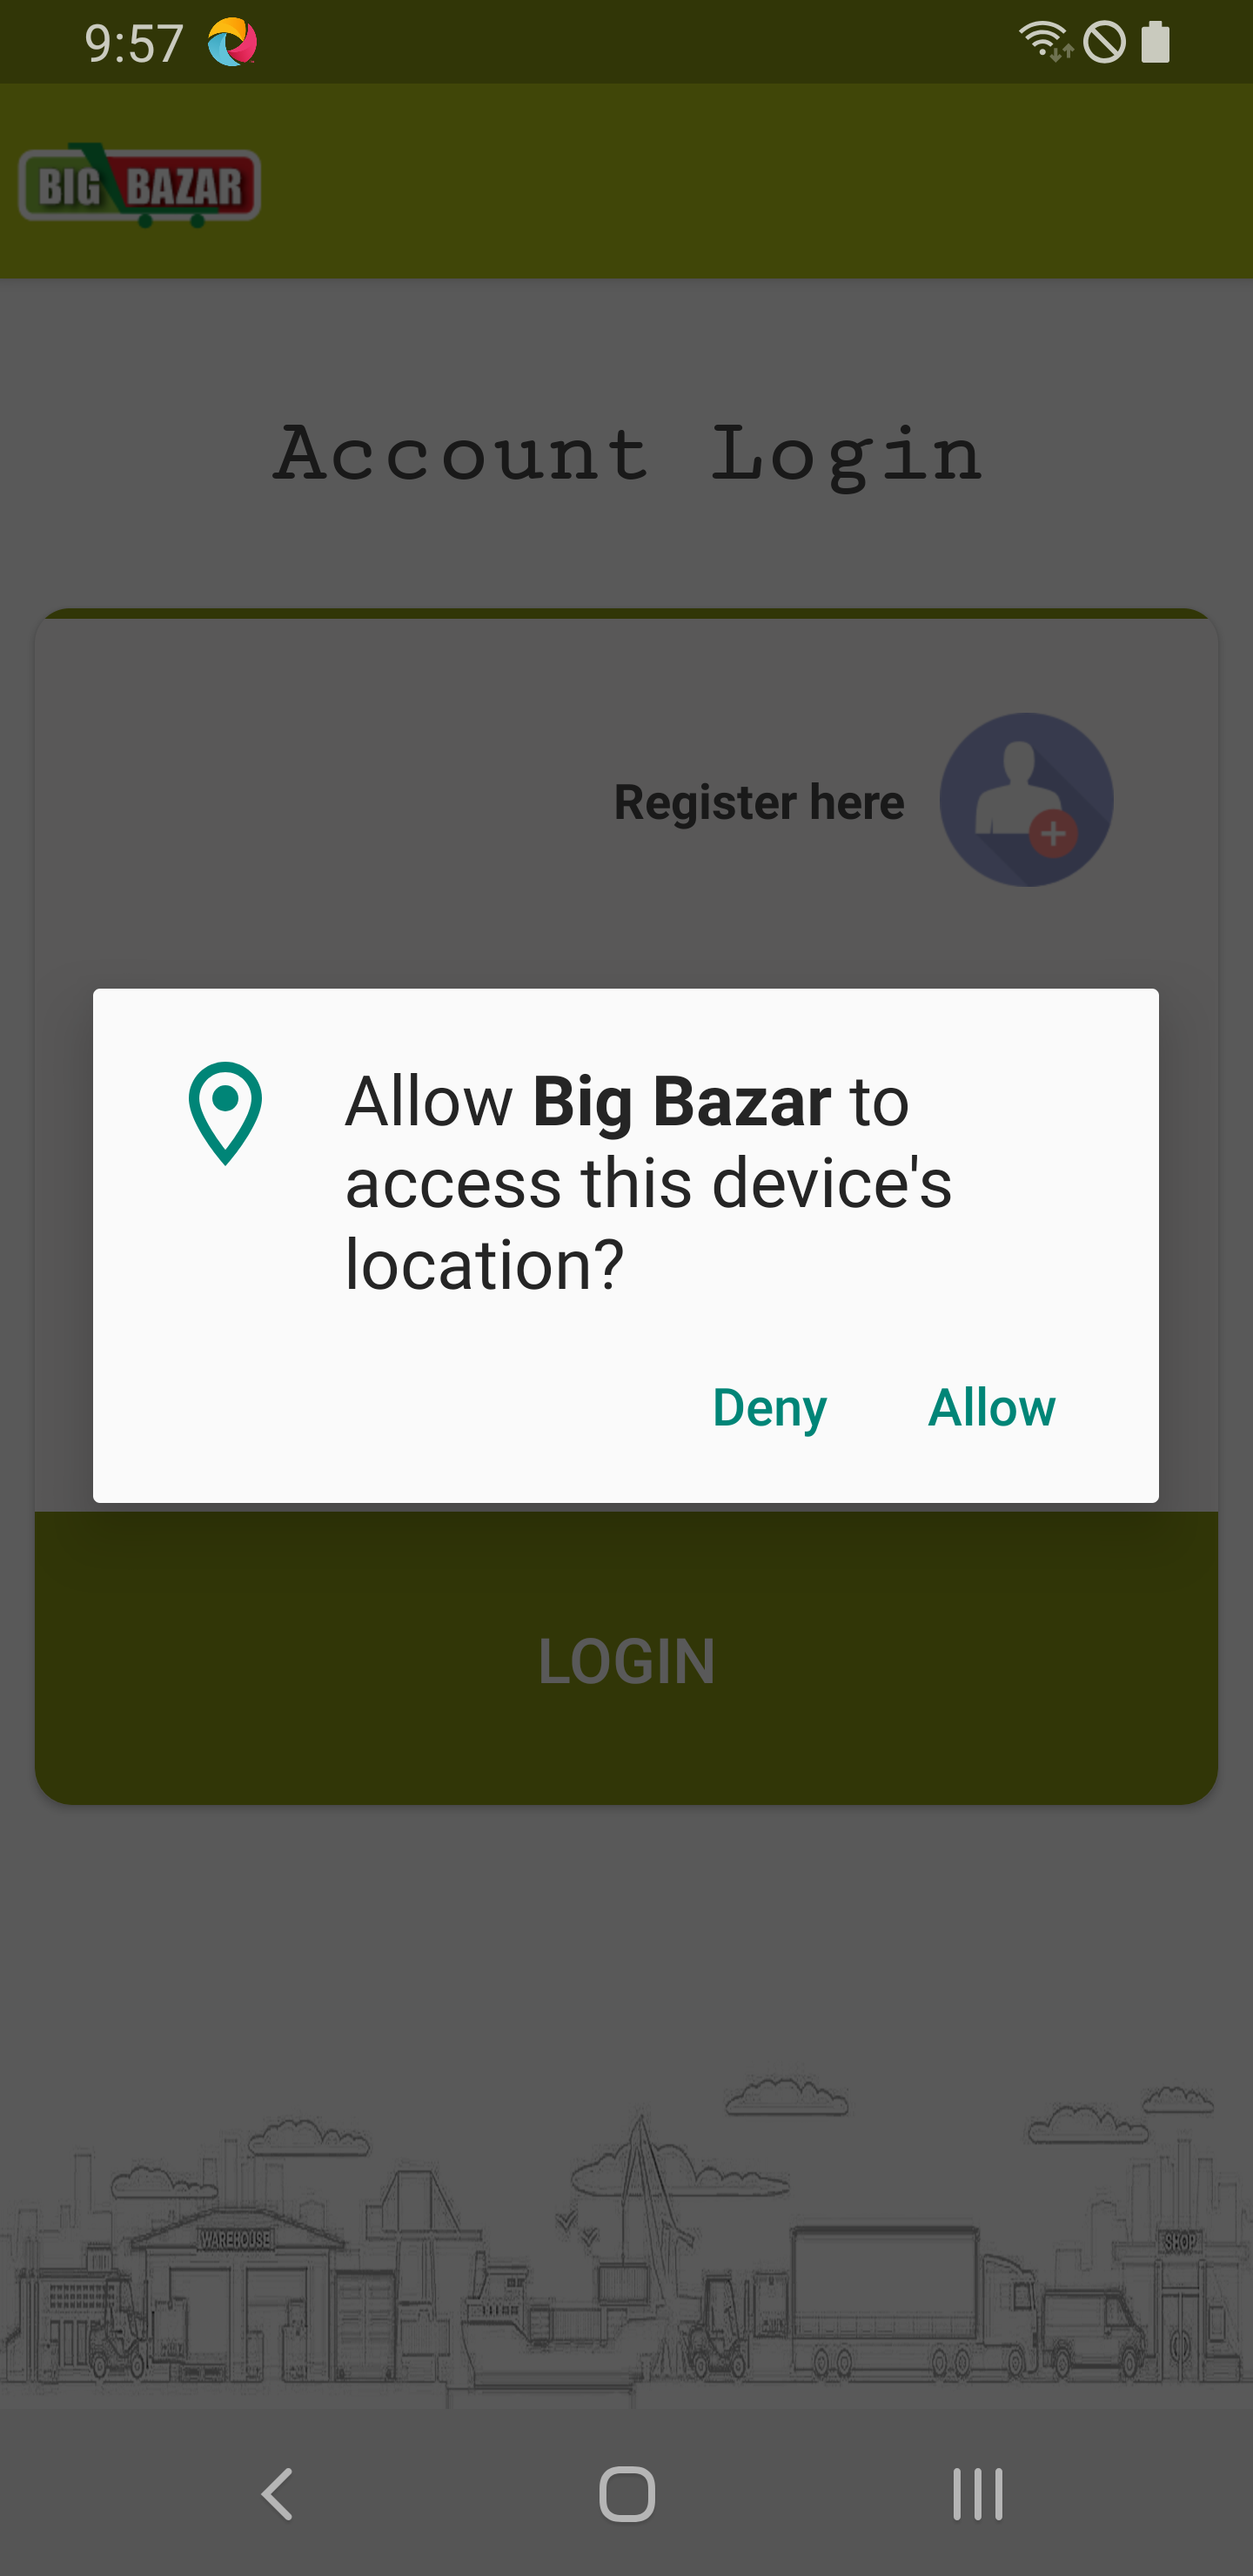 9:57
BIG BAZAR
Account Login
Register here
Allow Big Bazar to
access this device's
location?
Deny Allow
LOGIN
WAREHOUSE
SHOP